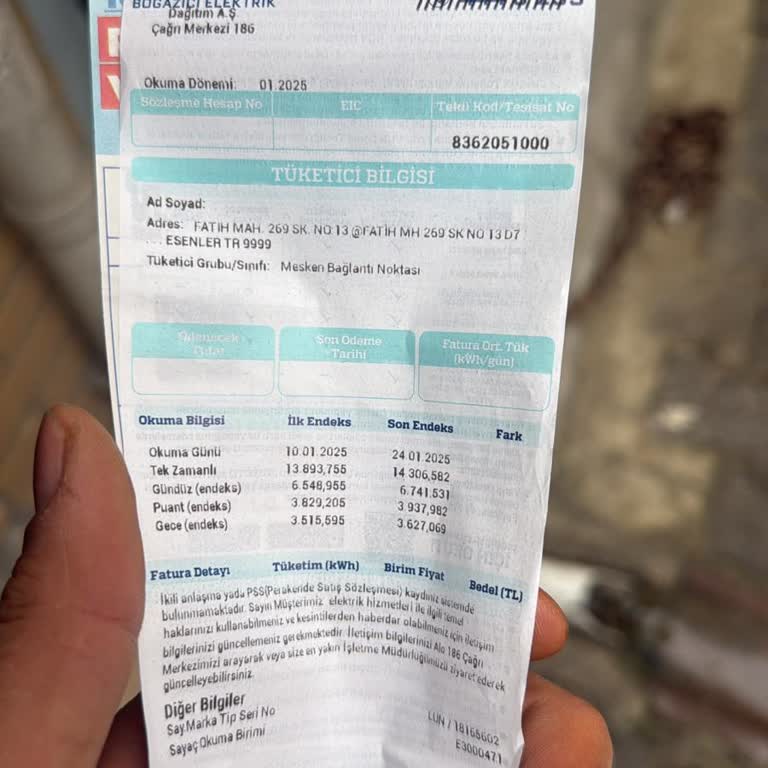 BOĞAZİÇİ ELEKTRİK
Dağıtım A.Ş
Çağrı Merkezi 186
Okuma Dönemi: 01.2025
Sözleşme Hesap No EIC Tekil Kod/Tesisat No
8362051000
TÜKETİCİ BİLGİSİ
Ad Soyad:
Adres: FATİH MAH. 269 SK. NO:13 @FATİH MH 269 SK NO 13 D7
... ESENLER TR 9999
Tüketici Grubu/Sınıfı: Mesken Bağlantı Noktası
Ödenecek Son Ödeme Fatura Ort. Tük
Tutar Tarihi (kWh/gün)
Okuma Bilgisi İlk Endeks Son Endeks Fark
Okuma Günü 10.01.2025 24.01.2025
Tek Zamanlı 13.893,755 14.306,582
Gündüz (endeks) 6.548,955 6.741,531
Puant (endeks) 3.829,205 3.937,982
Gece (endeks) 3.515,595 3.627,069
Fatura Detayı Tüketim (kWh) Birim Fiyat Bedel (TL)
İkili anlaşma yada PSS(Perakende Satış Sözleşmesi) kaydınız sistemde
bulunmamaktadır. Sayın Müşterimiz elektrik hizmetleri ile ilgili temel
haklarınızı kullanabilmeniz ve kesintilerden haberdar olabilmeniz için iletişim
bilgilerinizi güncellemeniz gerekmektedir. İletişim bilgilerinizi Alo 186 Çağrı
Merkezimizi arayarak veya size en yakın İşletme Müdürlüğümüzü ziyaret ederek
güncelleyebilirsiniz.
Diğer Bilgiler
Say.Marka Tip Seri No LUN / 18165602
Sayaç Okuma Birimi E3000471